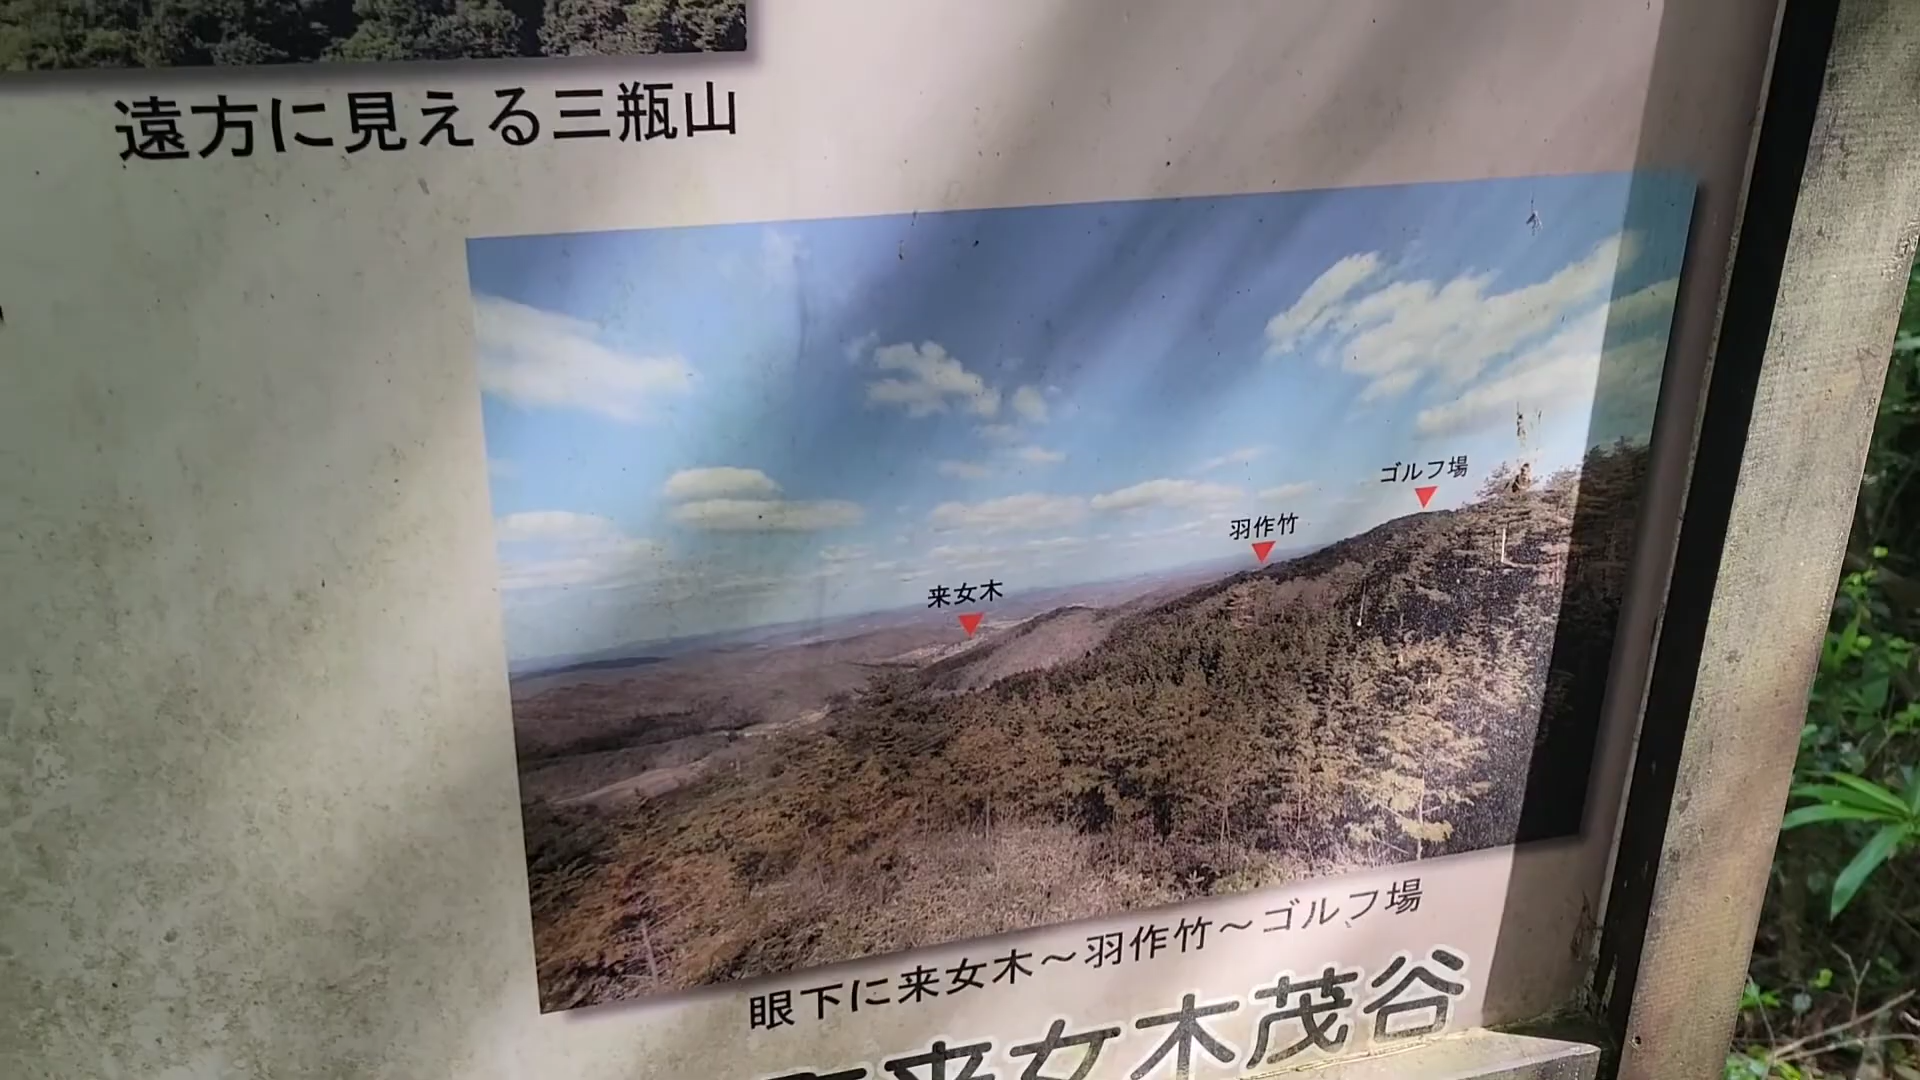 遠方に見える三瓶山
ゴルフ場
羽作竹
来女木
眼下に来女木～羽作竹～ゴルフ場
来女木茂谷